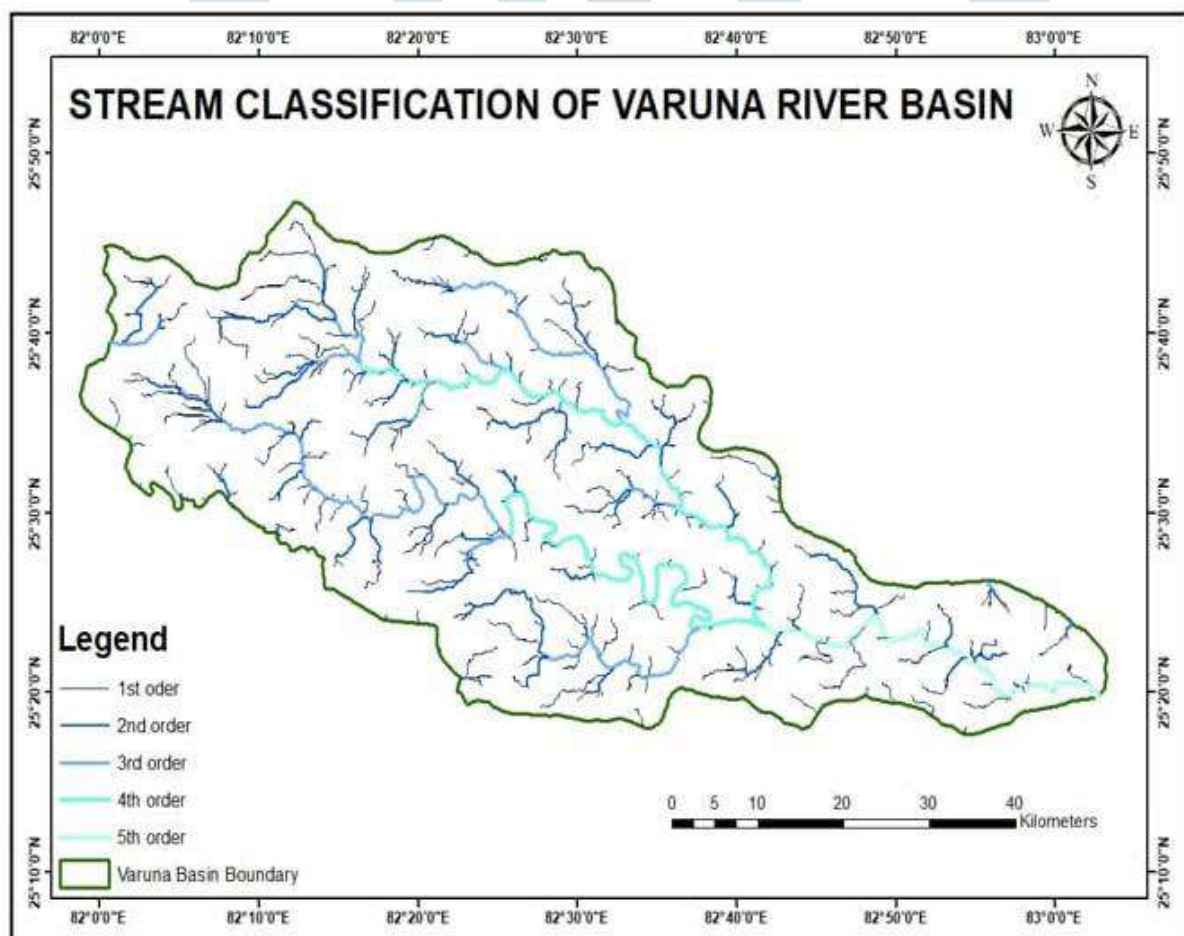 82°0'0"E 82°10'0"E 82°20'0"E 82°30'0"E 82°40'0"E 82°50'0"E 83°0'0"E
STREAM CLASSIFICATION OF VARUNA RIVER BASIN
N
W E
S
25°50'0"N 25°50'0"N
25°40'0"N 25°40'0"N
25°30'0"N 25°30'0"N
25°20'0"N 25°20'0"N
25°10'0"N 25°10'0"N
Legend
1st oder
2nd order
3rd order
4th order
5th order
Varuna Basin Boundary
0 5 10 20 30 40
Kilometers
82°0'0"E 82°10'0"E 82°20'0"E 82°30'0"E 82°40'0"E 82°50'0"E 83°0'0"E